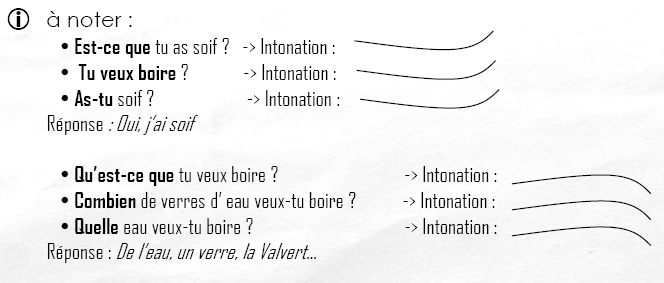 ⓘ à noter :
• Est-ce que tu as soif ? -> Intonation :
• Tu veux boire ? -> Intonation :
• As-tu soif ? -> Intonation :
Réponse : Oui, j'ai soif
• Qu'est-ce que tu veux boire ? -> Intonation :
• Combien de verres d' eau veux-tu boire ? -> Intonation :
• Quelle eau veux-tu boire ? -> Intonation :
Réponse : De l'eau, un verre, la Valvert...